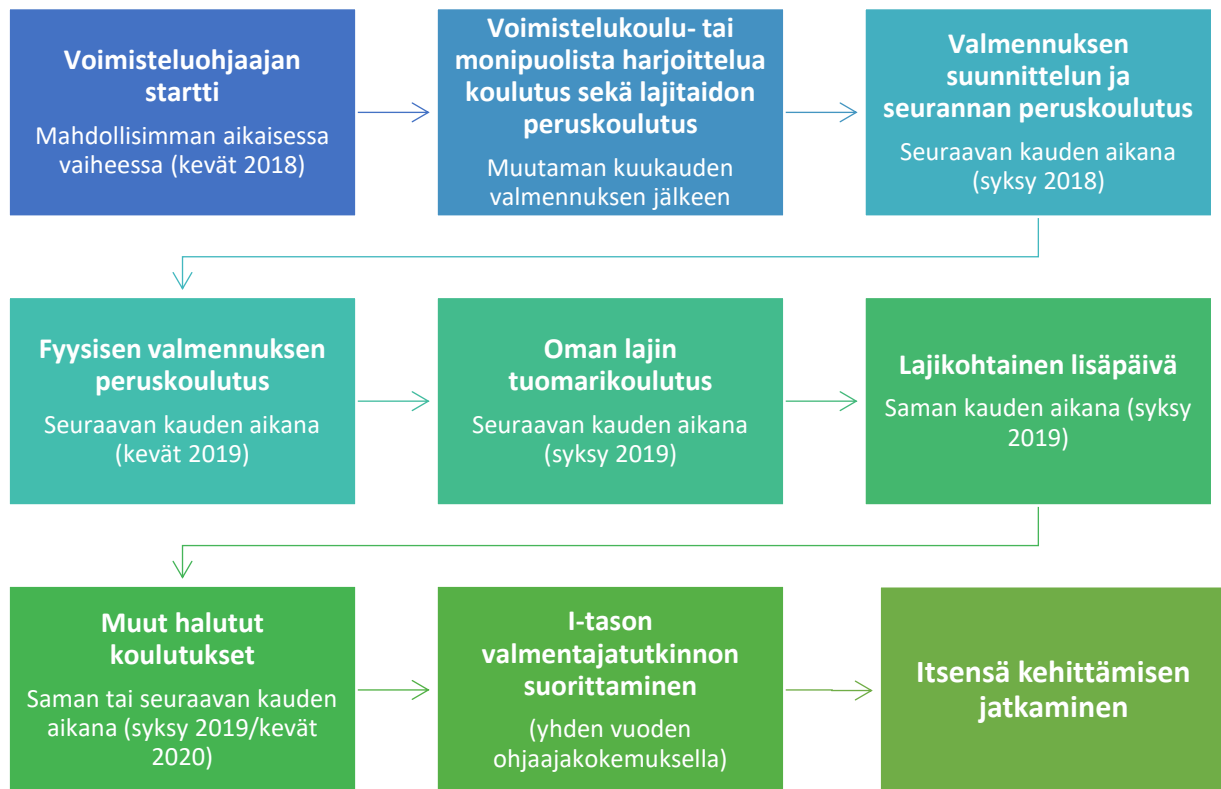 Voimisteluohjaajan
startti
Mahdollisimman aikaisessa
vaiheessa (kevät 2018)
Voimistelukoulu- tai
monipuolista harjoittelua
koulutus sekä lajitaidon
peruskoulutus
Muutaman kuukauden
valmennuksen jälkeen
Valmennuksen
suunnittelun ja
seurannan peruskoulutus
Seuraavan kauden aikana
(syksy 2018)
Fyysisen valmennuksen
peruskoulutus
Seuraavan kauden aikana
(kevät 2019)
Oman lajin
tuomarikoulutus
Seuraavan kauden aikana
(syksy 2019)
Lajikohtainen lisäpäivä
Saman kauden aikana (syksy
2019)
Muut halutut
koulutukset
Saman tai seuraavan kauden
aikana (syksy 2019/kevät
2020)
I-tason
valmentajatutkinnon
suorittaminen
(yhden vuoden
ohjaajakokemuksella)
Itsensä kehittämisen
jatkaminen